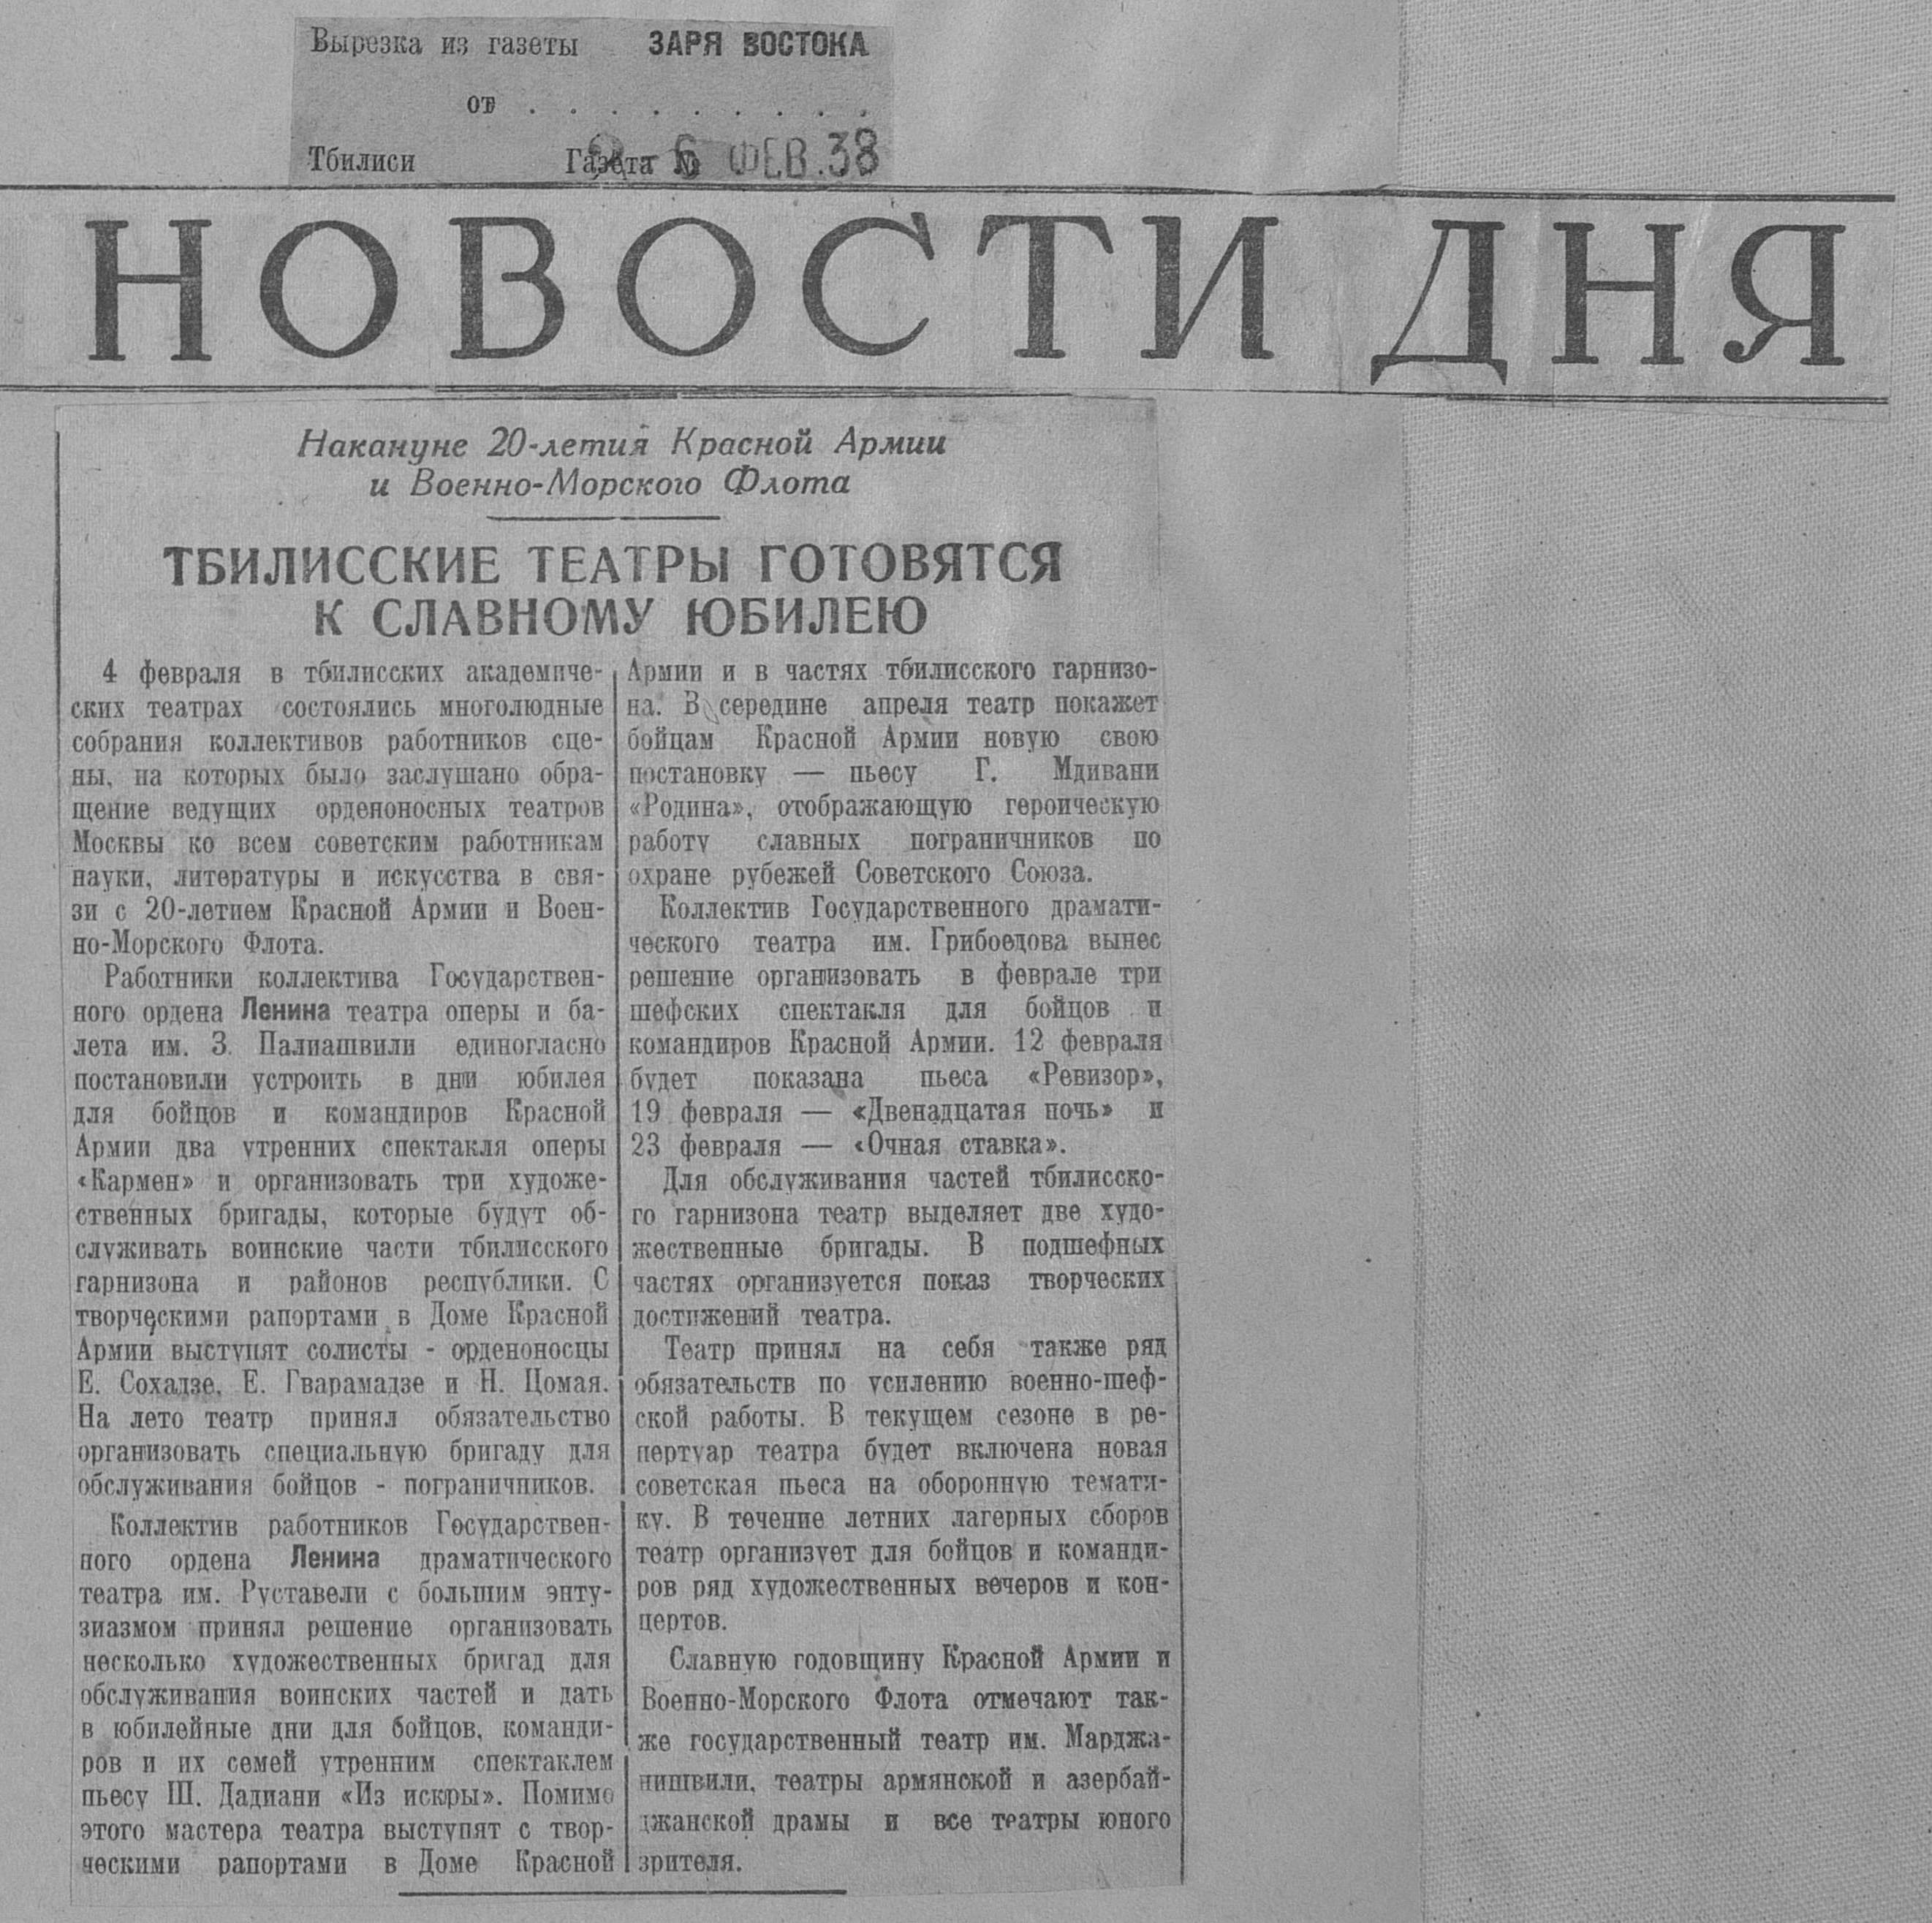 Вырезка из газеты ЗАРЯ ВОСТОКА
от . . . . . . . . .
Тбилиси Газета № 6 ФЕВ.38
НОВОСТИ ДНЯ
Накануне 20-летия Красной Армии
и Военно-Морского Флота
ТБИЛИССКИЕ ТЕАТРЫ ГОТОВЯТСЯ
К СЛАВНОМУ ЮБИЛЕЮ
4 февраля в тбилисских академиче-
ских театрах состоялись многолюдные
собрания коллективов работников сце-
ны, на которых было заслушано обра-
щение ведущих орденоносных театров
Москвы ко всем советским работникам
науки, литературы и искусства в свя-
зи с 20-летием Красной Армии и Воен-
но-Морского Флота.
Работники коллектива Государствен-
ного ордена Ленина театра оперы и ба-
лета им. З. Палиашвили единогласно
постановили устроить в дни юбилея
для бойцов и командиров Красной
Армии два утренних спектакля оперы
«Кармен» и организовать три художе-
ственных бригады, которые будут об-
служивать воинские части тбилисского
гарнизона и районов республики. С
творческими рапортами в Доме Красной
Армии выступят солисты - орденоносцы
Е. Сохадзе, Е. Гварамадзе и Н. Цомая.
На лето театр принял обязательство
организовать специальную бригаду для
обслуживания бойцов - пограничников.
Коллектив работников Государствен-
ного ордена Ленина драматического
театра им. Руставели с большим энту-
зиазмом принял решение организовать
несколько художественных бригад для
обслуживания воинских частей и дать
в юбилейные дни для бойцов, команди-
ров и их семей утренним спектаклем
пьесу Ш. Дадиани «Из искры». Помимо
этого мастера театра выступят с твор-
ческими рапортами в Доме Красной
Армии и в частях тбилисского гарнизо-
на. В середине апреля театр покажет
бойцам Красной Армии новую свою
постановку — пьесу Г. Мдивани
«Родина», отображающую героическую
работу славных пограничников по
охране рубежей Советского Союза.
Коллектив Государственного драмати-
ческого театра им. Грибоедова вынес
решение организовать в феврале три
шефских спектакля для бойцов и
командиров Красной Армии. 12 февраля
будет показана пьеса «Ревизор»,
19 февраля — «Двенадцатая ночь» и
23 февраля — «Очная ставка».
Для обслуживания частей тбилисско-
го гарнизона театр выделяет две худо-
жественные бригады. В подшефных
частях организуется показ творческих
достижений театра.
Театр принял на себя также ряд
обязательств по усилению военно-шеф-
ской работы. В текущем сезоне в ре-
пертуар театра будет включена новая
советская пьеса на оборонную темати-
ку. В течение летних лагерных сборов
театр организует для бойцов и команди-
ров ряд художественных вечеров и кон-
цертов.
Славную годовщину Красной Армии и
Военно-Морского Флота отмечают так-
же государственный театр им. Марджа-
нишвили, театры армянской и азербай-
джанской драмы и все театры юного
зрителя.